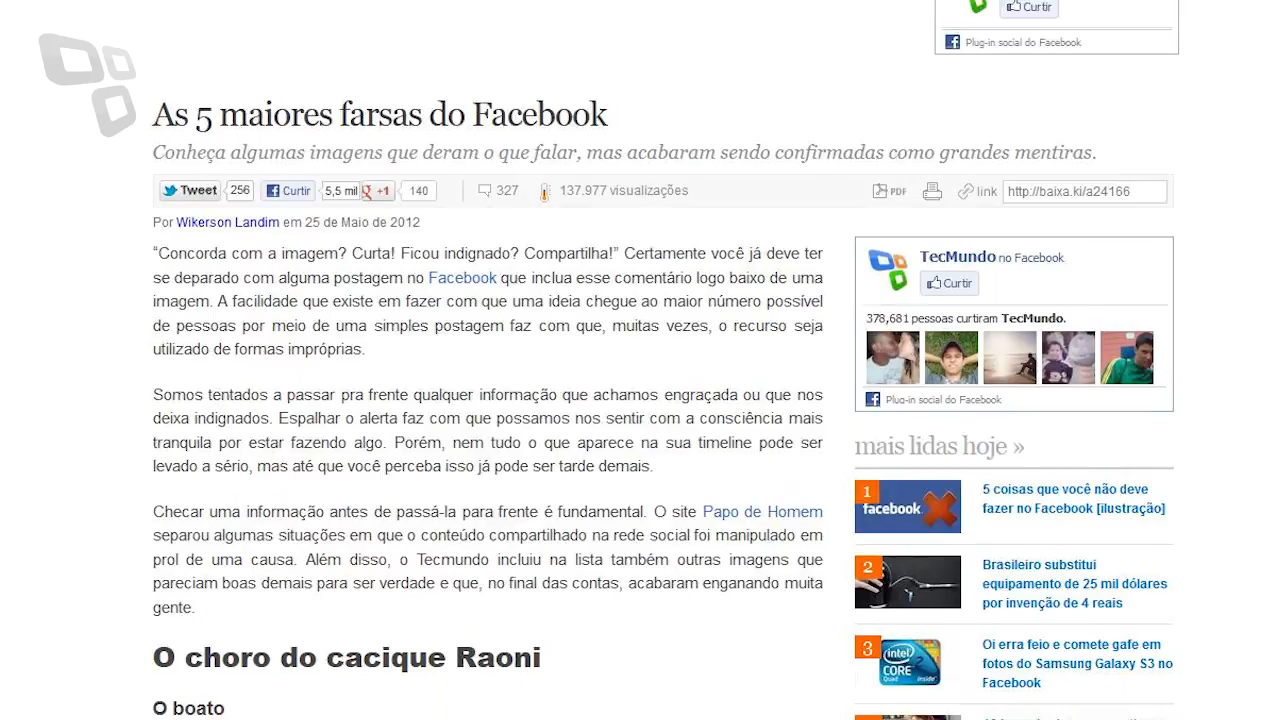 Curtir
Plug-in social do Facebook
As 5 maiores farsas do Facebook
Conheça algumas imagens que deram o que falar, mas acabaram sendo confirmadas como grandes mentiras.
Tweet 256 Curtir 5,5 mil +1 140 327 137.977 visualizações PDF link http://baixa.ki/a24166
Por Wikerson Landim em 25 de Maio de 2012
“Concorda com a imagem? Curta! Ficou indignado? Compartilha!” Certamente você já deve ter
se deparado com alguma postagem no Facebook que inclua esse comentário logo baixo de uma
imagem. A facilidade que existe em fazer com que uma ideia chegue ao maior número possível
de pessoas por meio de uma simples postagem faz com que, muitas vezes, o recurso seja
utilizado de formas impróprias.
Somos tentados a passar pra frente qualquer informação que achamos engraçada ou que nos
deixa indignados. Espalhar o alerta faz com que possamos nos sentir com a consciência mais
tranquila por estar fazendo algo. Porém, nem tudo o que aparece na sua timeline pode ser
levado a sério, mas até que você perceba isso já pode ser tarde demais.
Checar uma informação antes de passá-la para frente é fundamental. O site Papo de Homem
separou algumas situações em que o conteúdo compartilhado na rede social foi manipulado em
prol de uma causa. Além disso, o Tecmundo incluiu na lista também outras imagens que
pareciam boas demais para ser verdade e que, no final das contas, acabaram enganando muita
gente.
O choro do cacique Raoni
O boato
TecMundo no Facebook
Curtir
378,681 pessoas curtiram TecMundo.
Plug-in social do Facebook
mais lidas hoje »
1
facebook
5 coisas que você não deve
fazer no Facebook [ilustração]
2
Brasileiro substitui
equipamento de 25 mil dólares
por invenção de 4 reais
3
intel
CORE 2
Quad inside
Oi erra feio e comete gafe em
fotos do Samsung Galaxy S3 no
Facebook